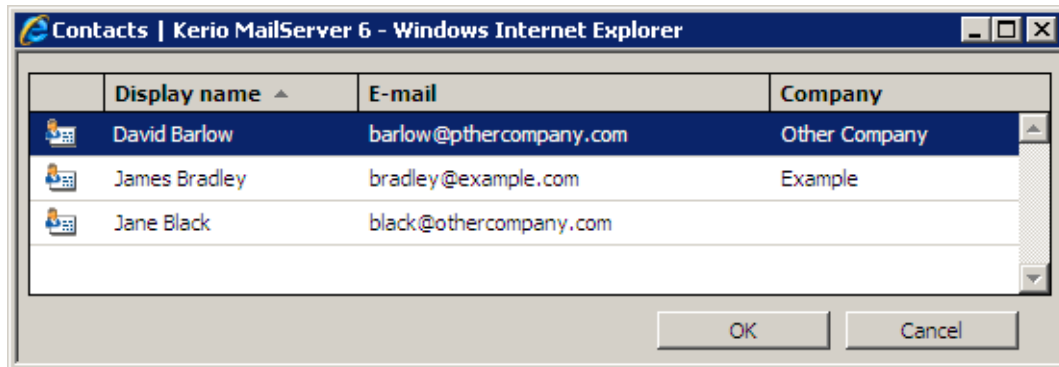 Contacts | Kerio MailServer 6 - Windows Internet Explorer
Display name E-mail Company
David Barlow barlow@pthercompany.com Other Company
James Bradley bradley@example.com Example
Jane Black black@othercompany.com
OK Cancel